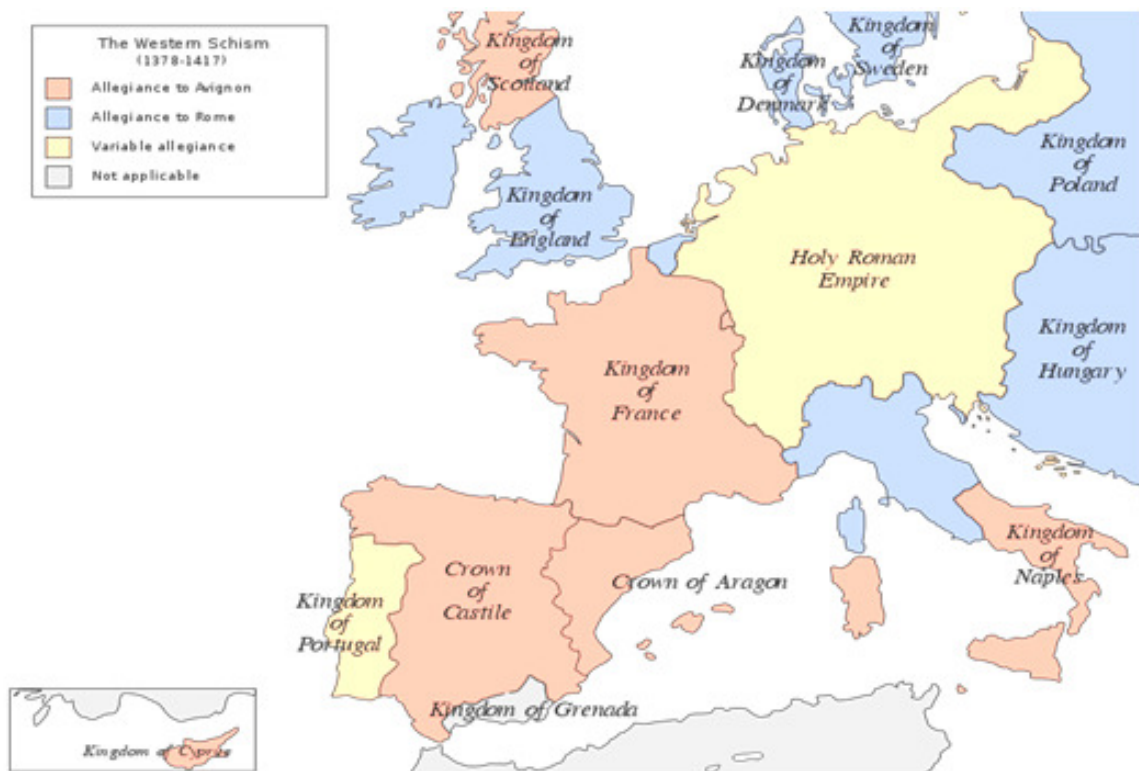 The Western Schism
(1378-1417)
Allegiance to Avignon
Allegiance to Rome
Variable allegiance
Not applicable
Kingdom
of
Scotland
Kingdom
of
Sweden
Kingdom
of
Denmark
Kingdom
of
Poland
Kingdom
of
England
Holy Roman
Empire
Kingdom
of
Hungary
Kingdom
of
France
Kingdom
of
Naples
Crown
of
Castile
Crown of Aragon
Kingdom
of
Portugal
Kingdom of Grenada
Kingdom of Cyprus